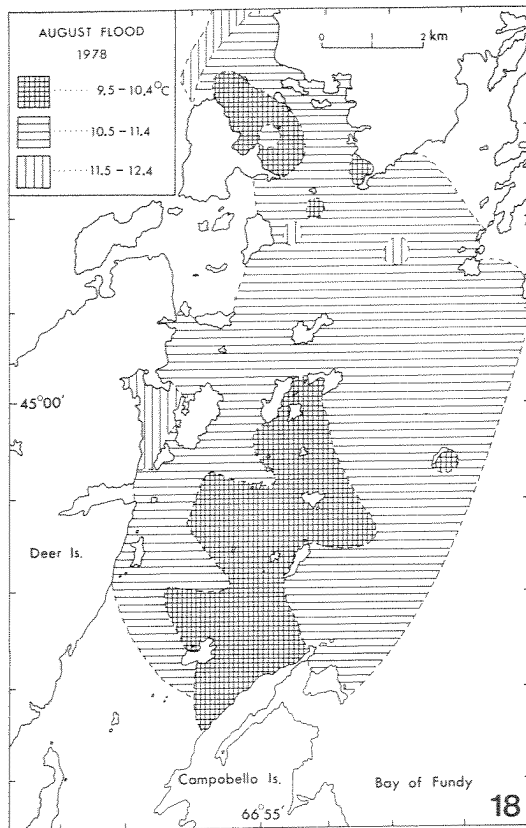 AUGUST FLOOD
1978
9.5 – 10.4°C
10.5 – 11.4
11.5 – 12.4
0 2 km
45°00'
Deer Is.
Campobello Is.
Bay of Fundy
66°55'
18